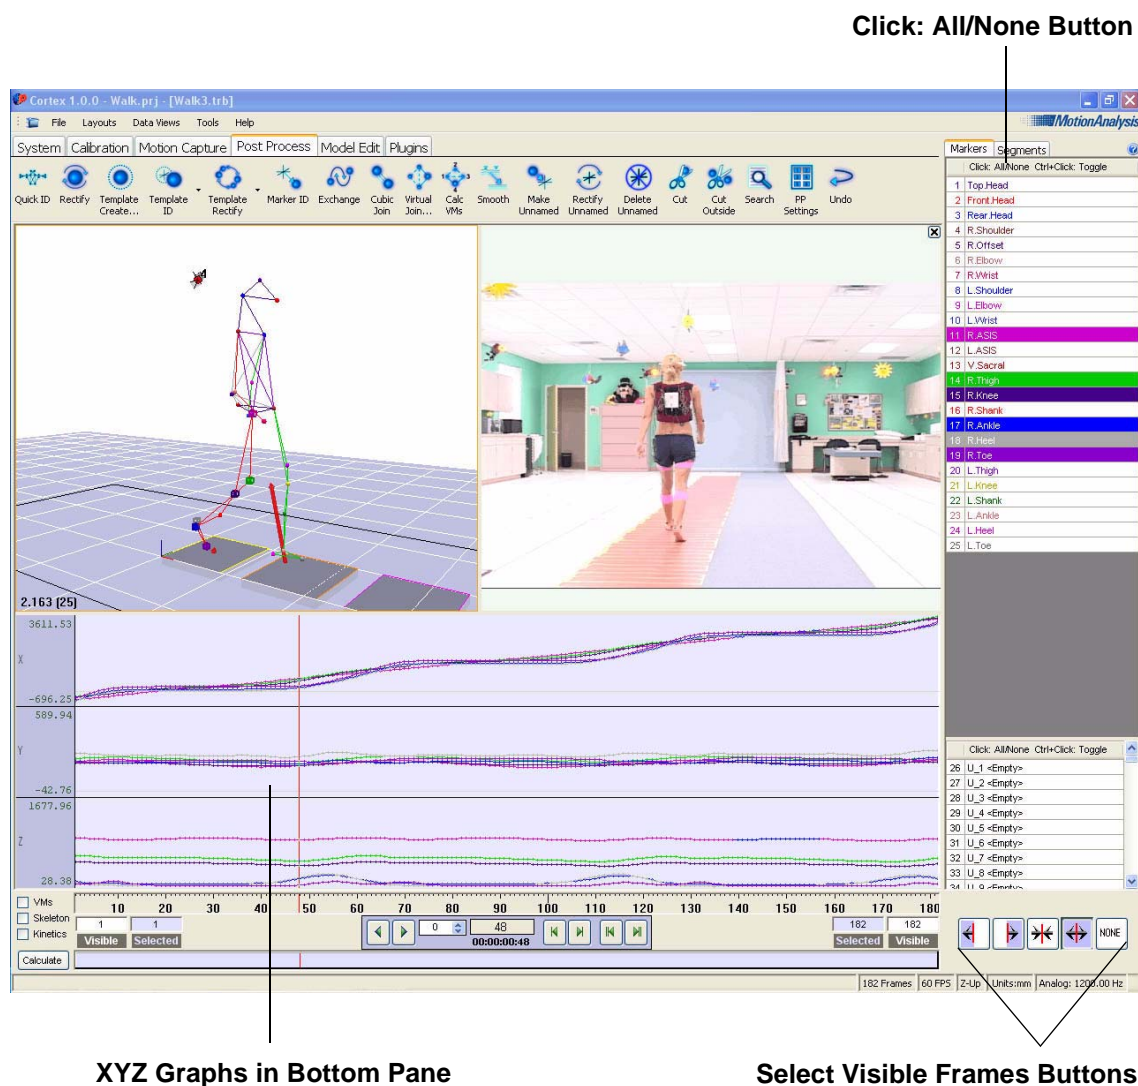 Click: All/None Button
Cortex 1.0.0 - Walk.prj - [Walk3.trb]
File Layouts Data Views Tools Help
MotionAnalysis
System Calibration Motion Capture Post Process Model Edit Plugins
Markers Segments
Quick ID Rectify Template Create... Template ID Template Rectify Marker ID Exchange Cubic Join Virtual Join... Calc VMs Smooth Make Unnamed Rectify Unnamed Delete Unnamed Cut Cut Outside Search PP Settings Undo
Click: All/None Ctrl+Click: Toggle
1 Top.Head
2 Front.Head
3 Rear.Head
4 R.Shoulder
5 R.Offset
6 R.Elbow
7 R.Wrist
8 L.Shoulder
9 L.Elbow
10 L.Wrist
11 R.ASIS
12 L.ASIS
13 V.Sacral
14 R.Thigh
15 R.Knee
16 R.Shank
17 R.Ankle
18 R.Heel
19 R.Toe
20 L.Thigh
21 L.Knee
22 L.Shank
23 L.Ankle
24 L.Heel
25 L.Toe
2.163 [25]
3611.53
X
-696.25
589.94
Y
-42.76
1677.96
Z
28.38
Click: All/None Ctrl+Click: Toggle
26 U_1 <Empty>
27 U_2 <Empty>
28 U_3 <Empty>
29 U_4 <Empty>
30 U_5 <Empty>
31 U_6 <Empty>
32 U_7 <Empty>
33 U_8 <Empty>
34 U_9 <Empty>
VMs
Skeleton
Kinetics
10 20 30 40 50 60 70 80 90 100 110 120 130 140 150 160 170 180
1 1 0 48 182 182
Visible Selected 00:00:00:48 Selected Visible
NONE
Calculate
182 Frames 60 FPS Z-Up Units:mm Analog: 1200.00 Hz
XYZ Graphs in Bottom Pane
Select Visible Frames Buttons